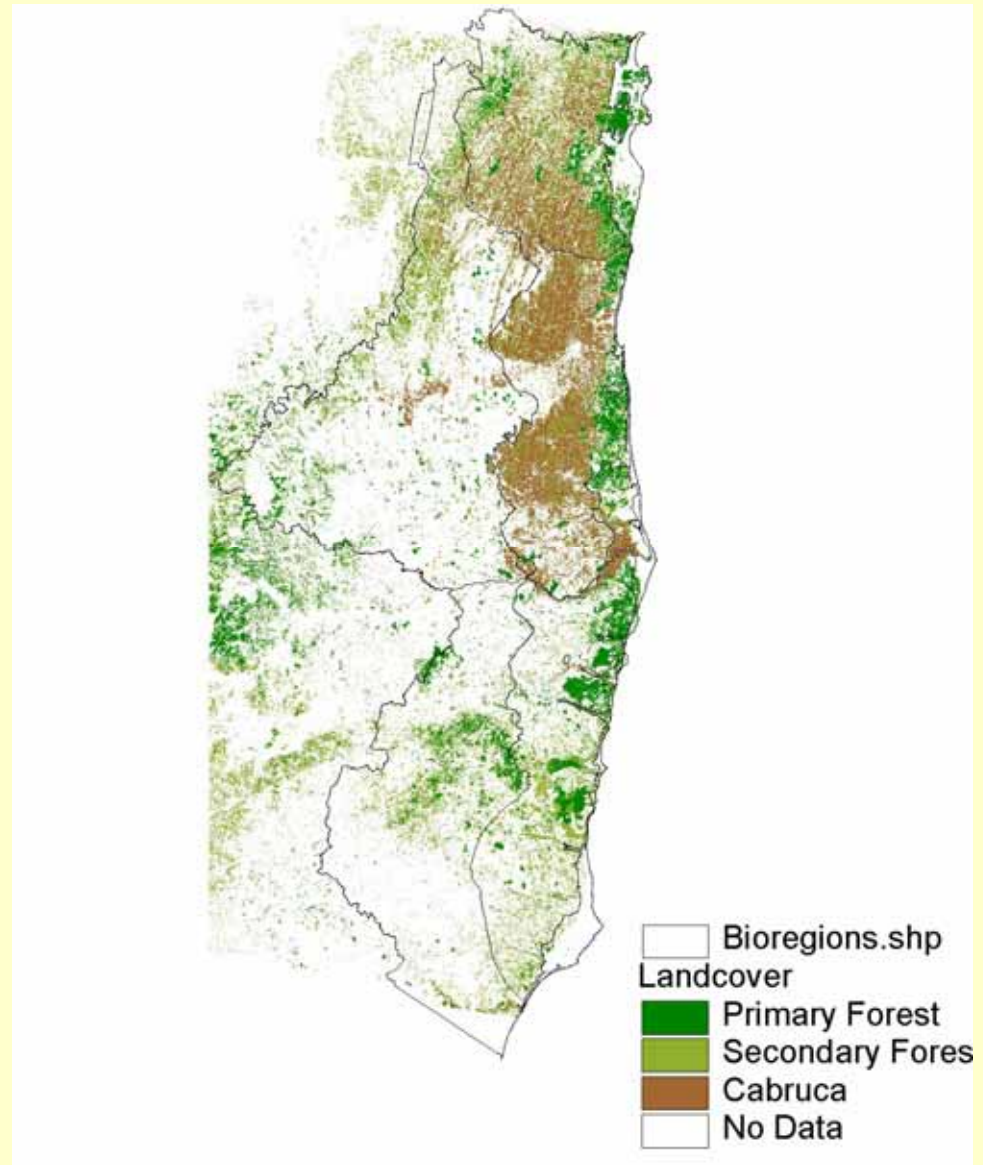 Bioregions.shp
Landcover
Primary Forest
Secondary Fores
Cabruca
No Data